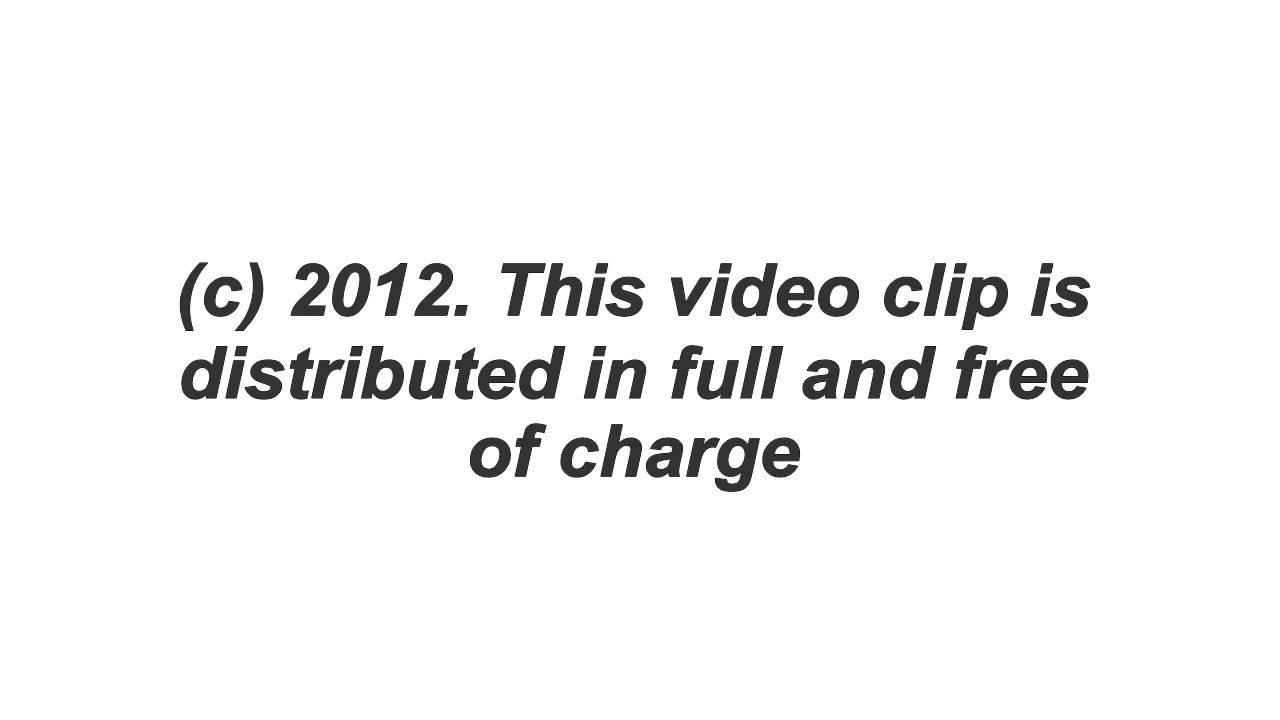 (c) 2012. This video clip is
distributed in full and free
of charge